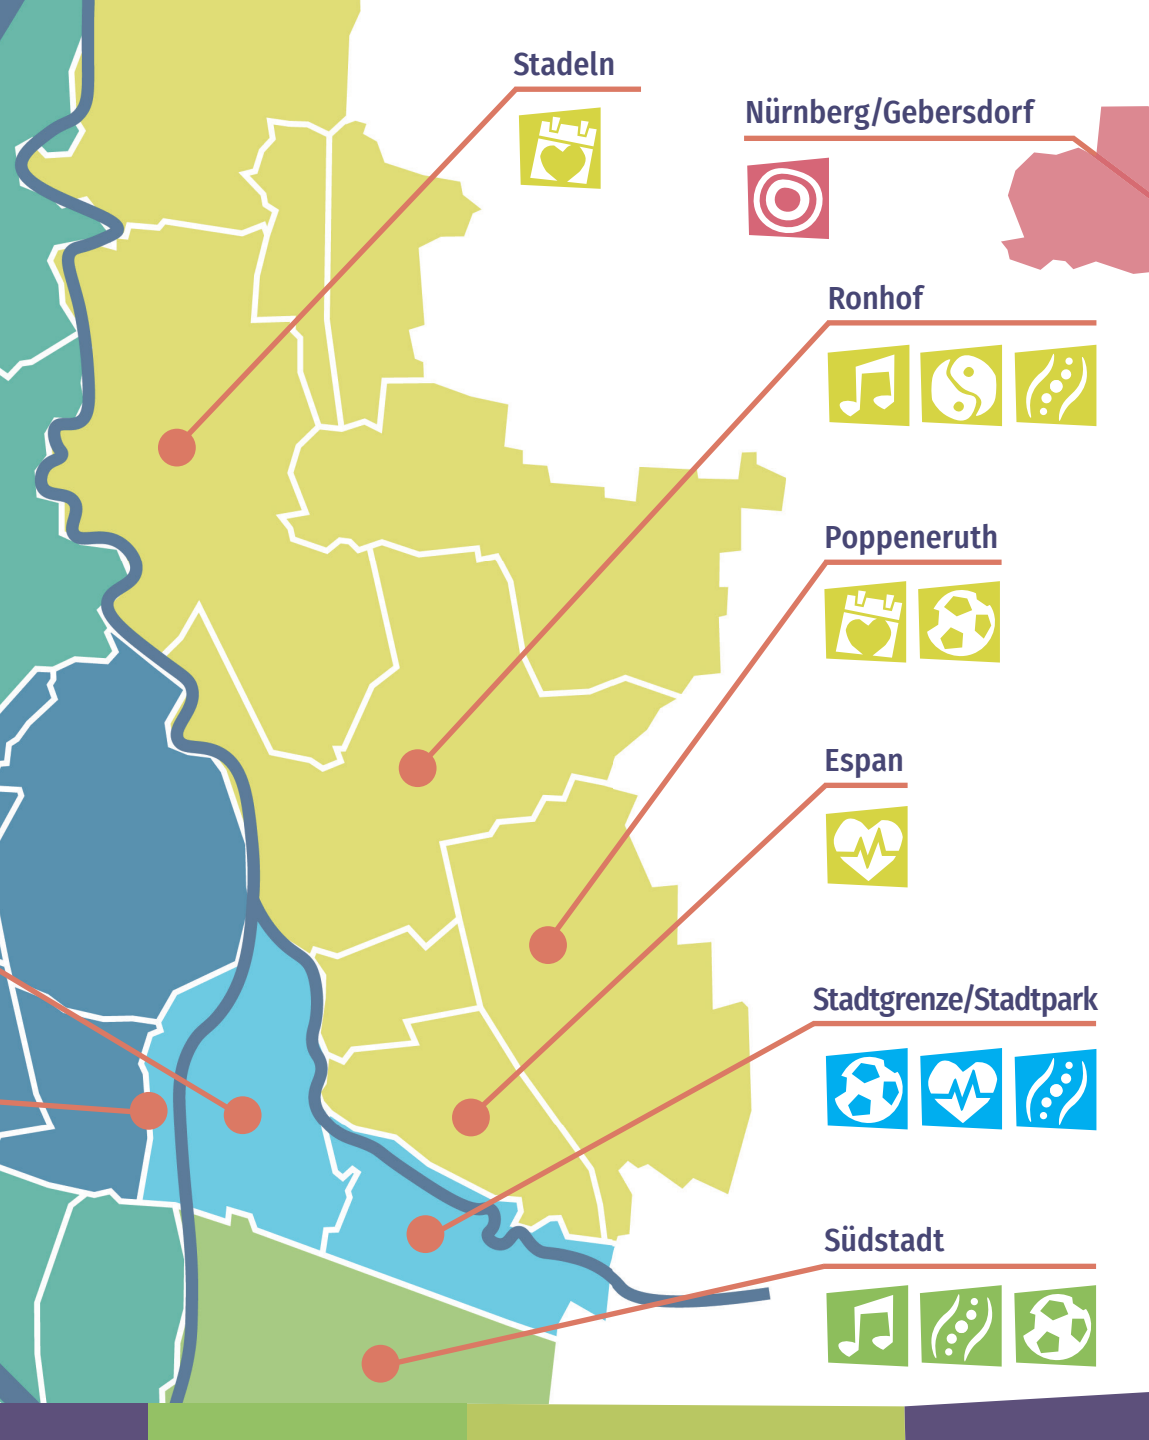 Stadeln
Nürnberg/Gebersdorf
Ronhof
Poppeneruth
Espan
Stadtgrenze/Stadtpark
Südstadt